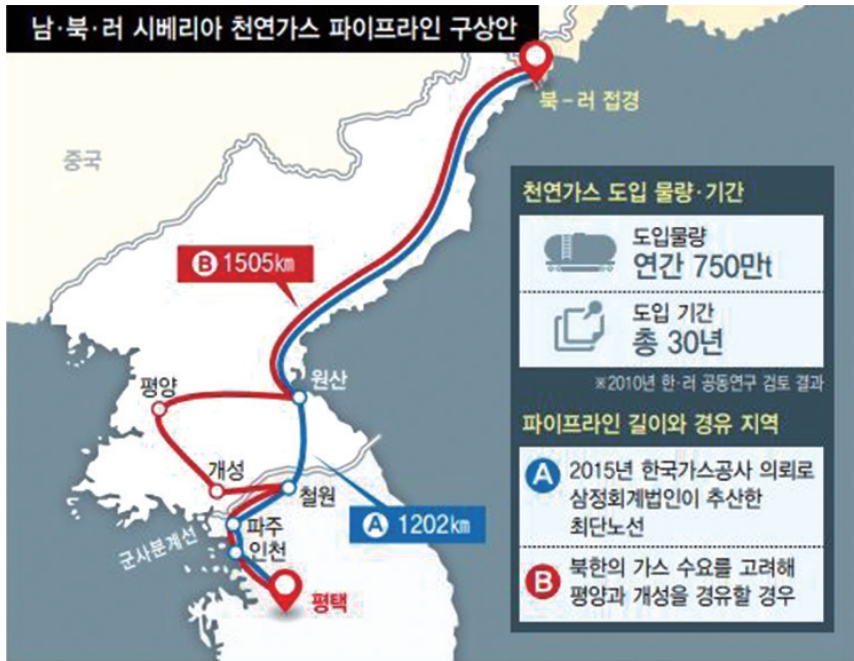 남·북·러 시베리아 천연가스 파이프라인 구상안
북-러 접경
중국
B 1505㎞
평양
원산
개성
철원
군사분계선
파주
인천
A 1202㎞
평택
천연가스 도입 물량·기간
도입물량
연간 750만t
도입 기간
총 30년
※2010년 한·러 공동연구 검토 결과
파이프라인 길이와 경유 지역
A 2015년 한국가스공사 의뢰로
삼정회계법인이 추산한
최단노선
B 북한의 가스 수요를 고려해
평양과 개성을 경유할 경우